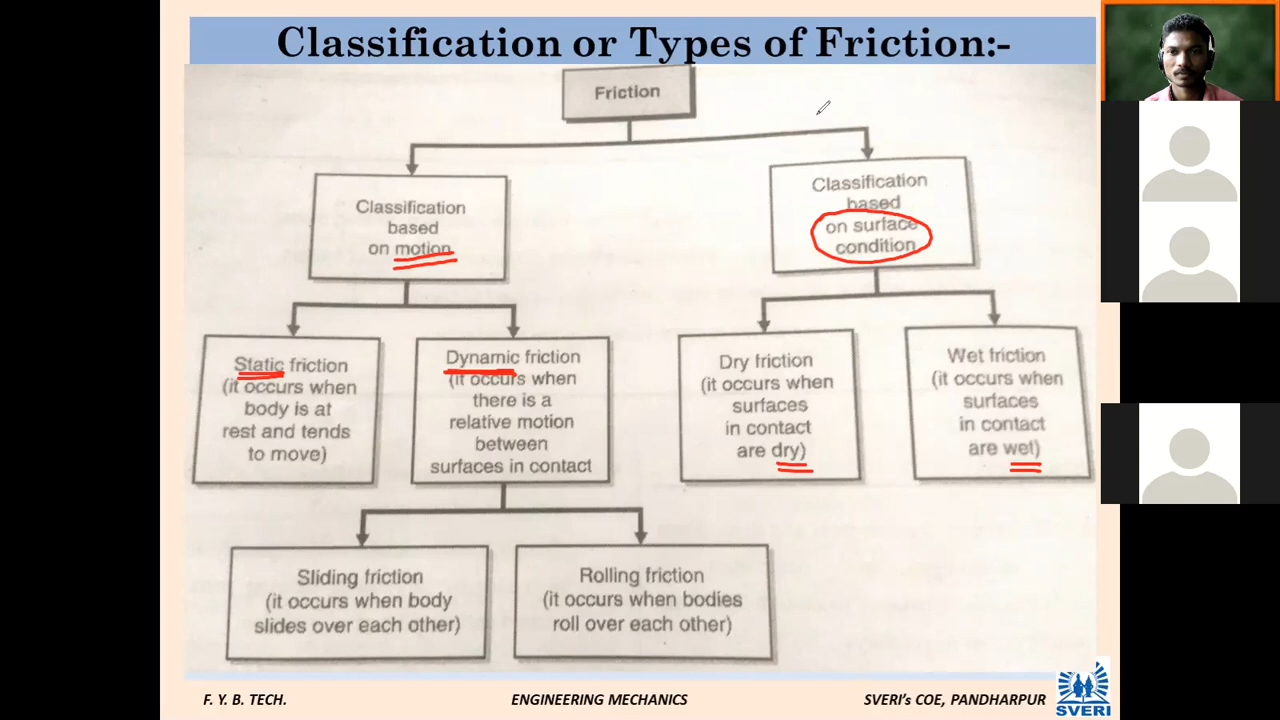 Classification or Types of Friction:-
Friction
Classification
based
on motion
Classification
based
on surface
condition
Static friction
(it occurs when
body is at
rest and tends
to move)
Dynamic friction
(it occurs when
there is a
relative motion
between
surfaces in contact
Dry friction
(it occurs when
surfaces
in contact
are dry)
Wet friction
(it occurs when
surfaces
in contact
are wet)
Sliding friction
(it occurs when body
slides over each other)
Rolling friction
(it occurs when bodies
roll over each other)
F. Y. B. TECH.
ENGINEERING MECHANICS
SVERI's COE, PANDHARPUR
SVERI